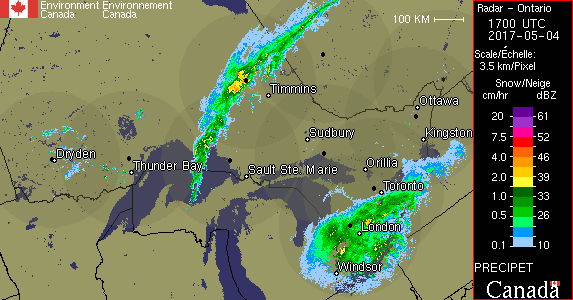 Environment Environnement
Canada Canada
100 KM
Timmins
Ottawa
Sudbury
Kingston
Dryden
Thunder Bay
Sault Ste. Marie
Orillia
Toronto
London
Windsor
Radar - Ontario
1700 UTC
2017-05-04
Scale/Échelle:
3.5 km/Pixel
Snow/Neige
cm/hr dBZ
20 61
7.5 52
4.0 46
2.0 39
1.0 33
0.5 26
0.1 10
PRECIPET
Canada